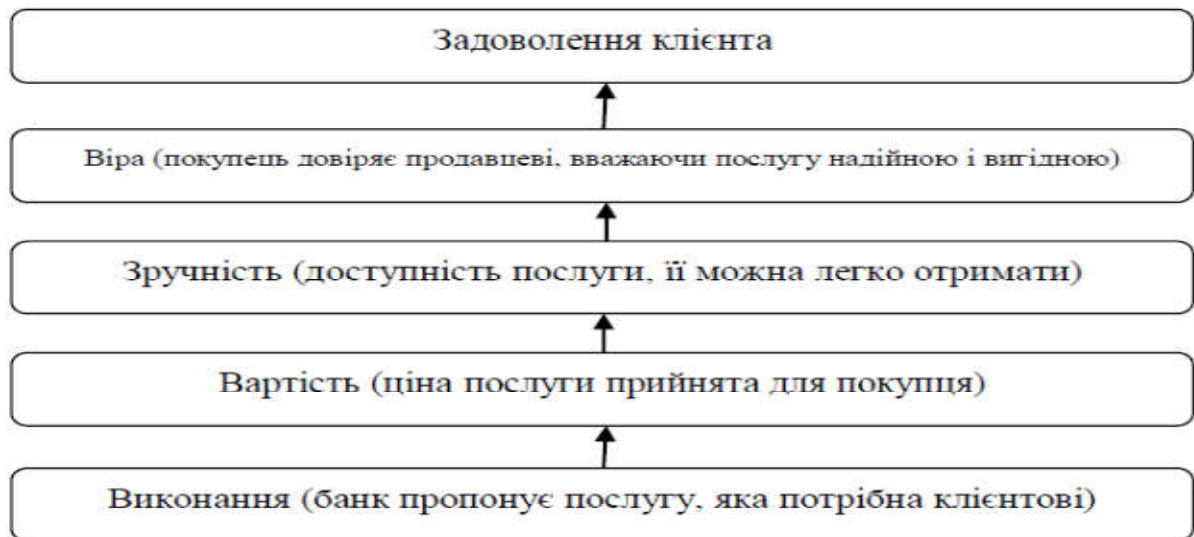 Задоволення клієнта
Віра (покупець довіряє продавцеві, вважаючи послугу надійною і вигідною)
Зручність (доступність послуги, її можна легко отримати)
Вартість (ціна послуги прийнята для покупця)
Виконання (банк пропонує послугу, яка потрібна клієнтові)